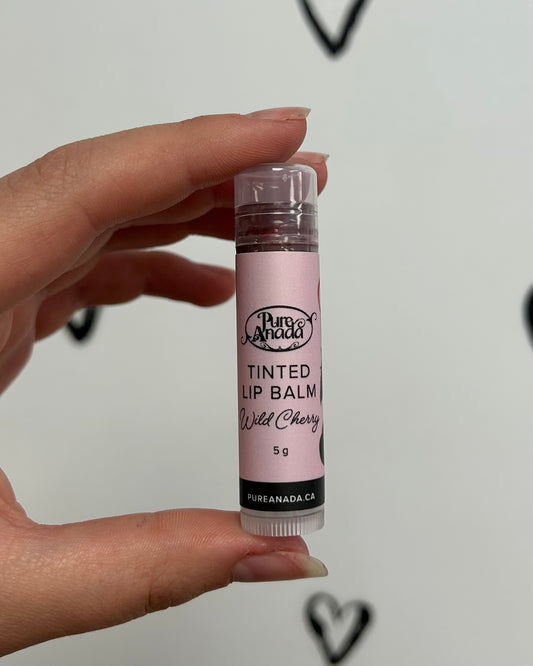 Pure
Anada
TINTED
LIP BALM
Wild Cherry
5 g
PUREANADA.CA